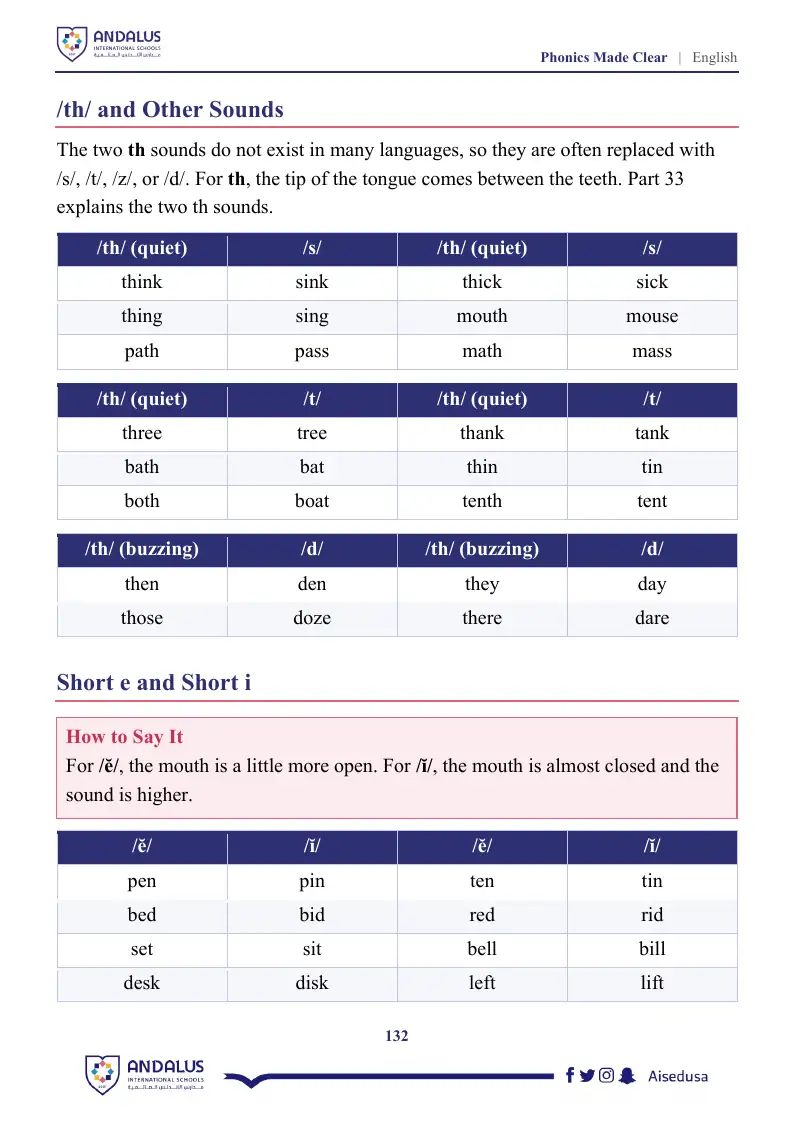 ANDALUS
INTERNATIONAL SCHOOLS
مدارس الأندلس العالمية
Phonics Made Clear | English
/th/ and Other Sounds
The two th sounds do not exist in many languages, so they are often replaced with
/s/, /t/, /z/, or /d/. For th, the tip of the tongue comes between the teeth. Part 33
explains the two th sounds.
/th/ (quiet) /s/ /th/ (quiet) /s/
think sink thick sick
thing sing mouth mouse
path pass math mass
/th/ (quiet) /t/ /th/ (quiet) /t/
three tree thank tank
bath bat thin tin
both boat tenth tent
/th/ (buzzing) /d/ /th/ (buzzing) /d/
then den they day
those doze there dare
Short e and Short i
How to Say It
For /ĕ/, the mouth is a little more open. For /ĭ/, the mouth is almost closed and the
sound is higher.
/ĕ/ /ĭ/ /ĕ/ /ĭ/
pen pin ten tin
bed bid red rid
set sit bell bill
desk disk left lift
132
ANDALUS
INTERNATIONAL SCHOOLS
مدارس الأندلس العالمية
Aisedusa